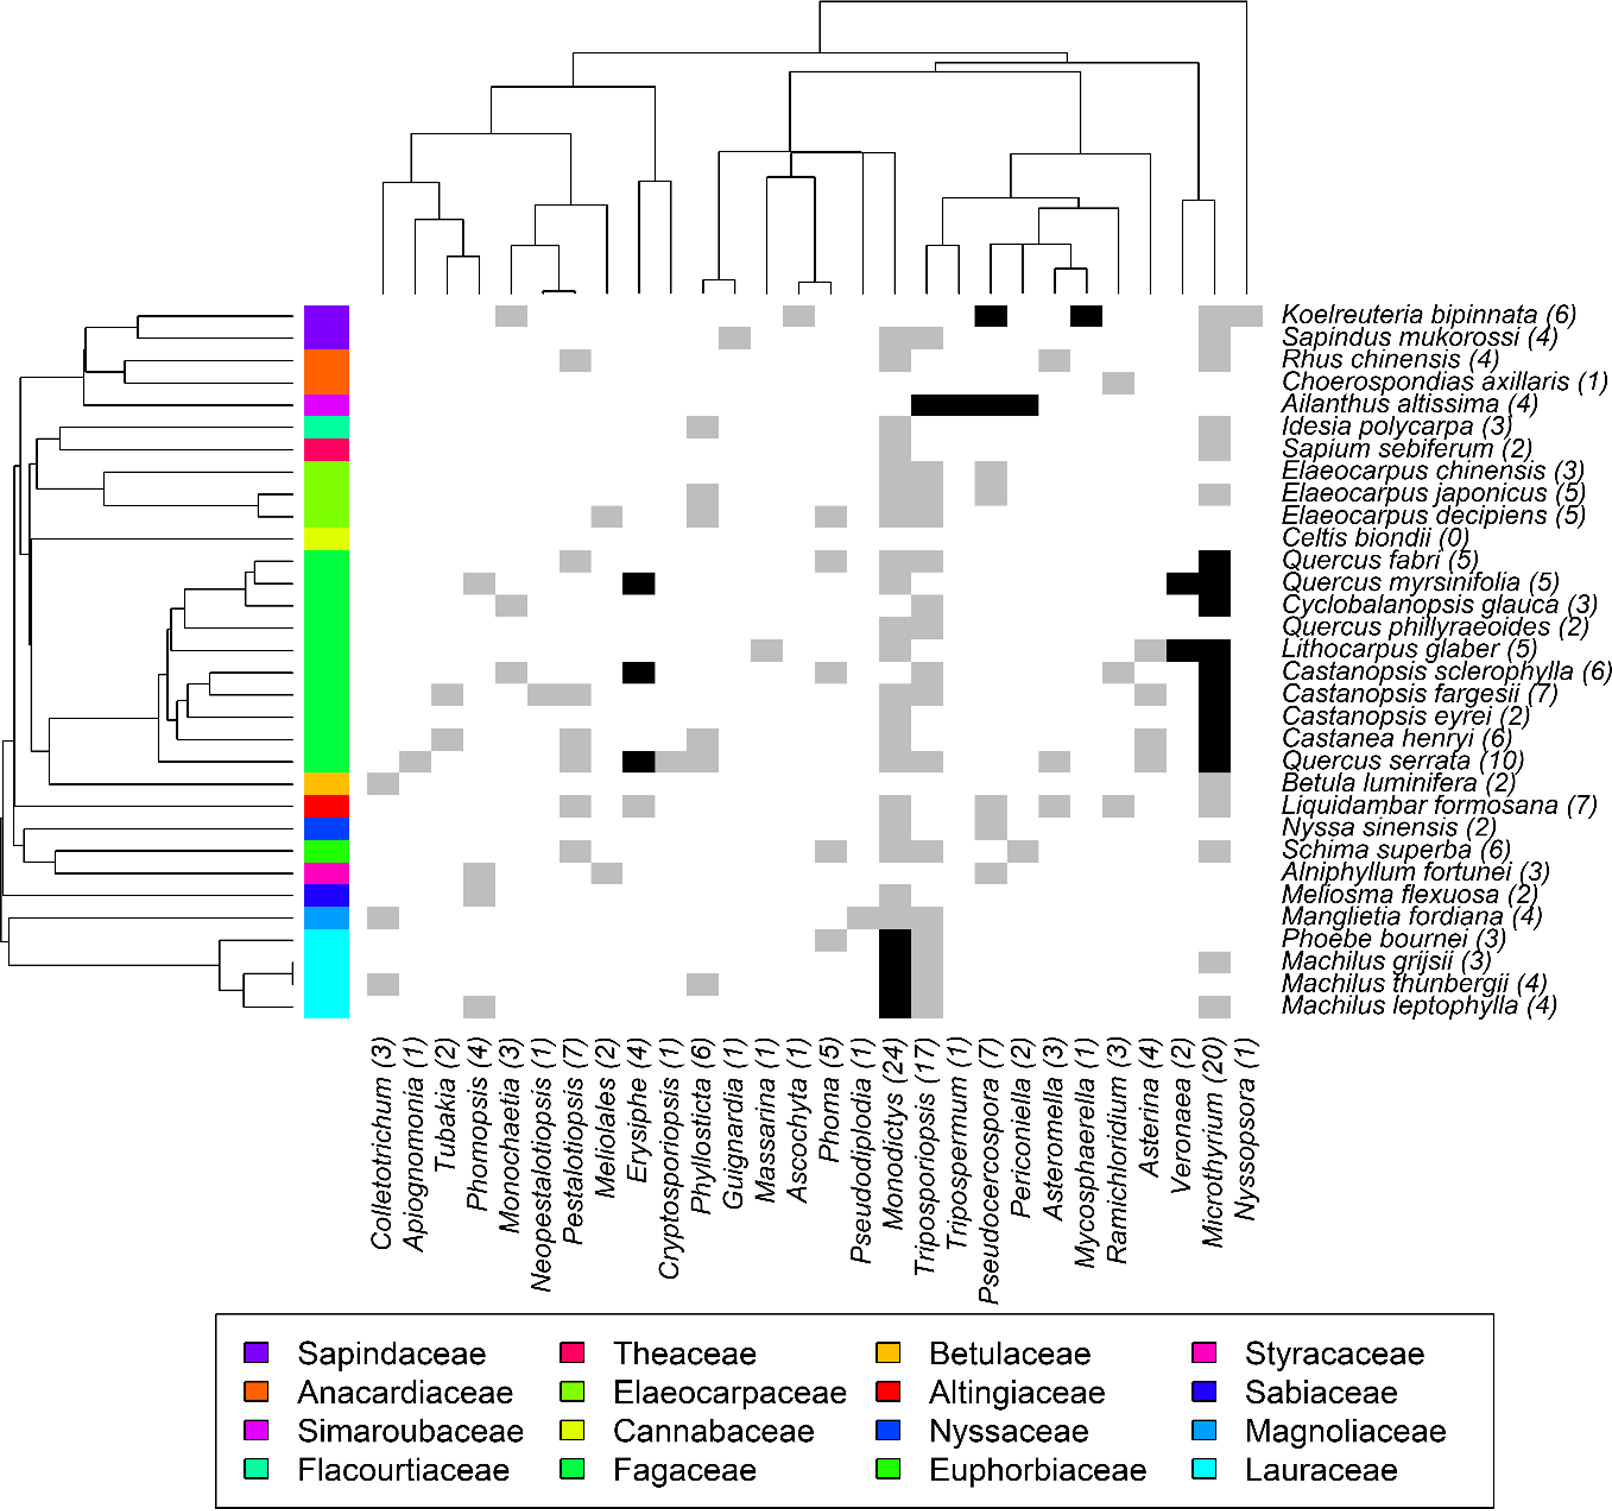 Koelreuteria bipinnata (6)
Sapindus mukorossi (4)
Rhus chinensis (4)
Choerospondias axillaris (1)
Ailanthus altissima (4)
Idesia polycarpa (3)
Sapium sebiferum (2)
Elaeocarpus chinensis (3)
Elaeocarpus japonicus (5)
Elaeocarpus decipiens (5)
Celtis biondii (0)
Quercus fabri (5)
Quercus myrsinifolia (5)
Cyclobalanopsis glauca (3)
Quercus phillyraeoides (2)
Lithocarpus glaber (5)
Castanopsis sclerophylla (6)
Castanopsis fargesii (7)
Castanopsis eyrei (2)
Castanea henryi (6)
Quercus serrata (10)
Betula luminifera (2)
Liquidambar formosana (7)
Nyssa sinensis (2)
Schima superba (6)
Alniphyllum fortunei (3)
Meliosma flexuosa (2)
Manglietia fordiana (4)
Phoebe bournei (3)
Machilus grijsii (3)
Machilus thunbergii (4)
Machilus leptophylla (4)
Colletotrichum (3)
Apiognomonia (1)
Tubakia (2)
Phomopsis (4)
Monochaetia (3)
Neopestalotiopsis (1)
Pestalotiopsis (7)
Meliolales (2)
Erysiphe (4)
Cryptosporiopsis (1)
Phyllosticta (6)
Guignardia (1)
Massarina (1)
Ascochyta (1)
Phoma (5)
Pseudodiplodia (1)
Monodictys (24)
Triposporiopsis (17)
Tripospermum (1)
Pseudocercospora (7)
Periconiella (2)
Asteromella (3)
Mycosphaerella (1)
Ramichloridium (3)
Asterina (4)
Veronaea (2)
Microthyrium (20)
Nyssopsora (1)
Sapindaceae Theaceae Betulaceae Styracaceae
Anacardiaceae Elaeocarpaceae Altingiaceae Sabiaceae
Simaroubaceae Cannabaceae Nyssaceae Magnoliaceae
Flacourtiaceae Fagaceae Euphorbiaceae Lauraceae